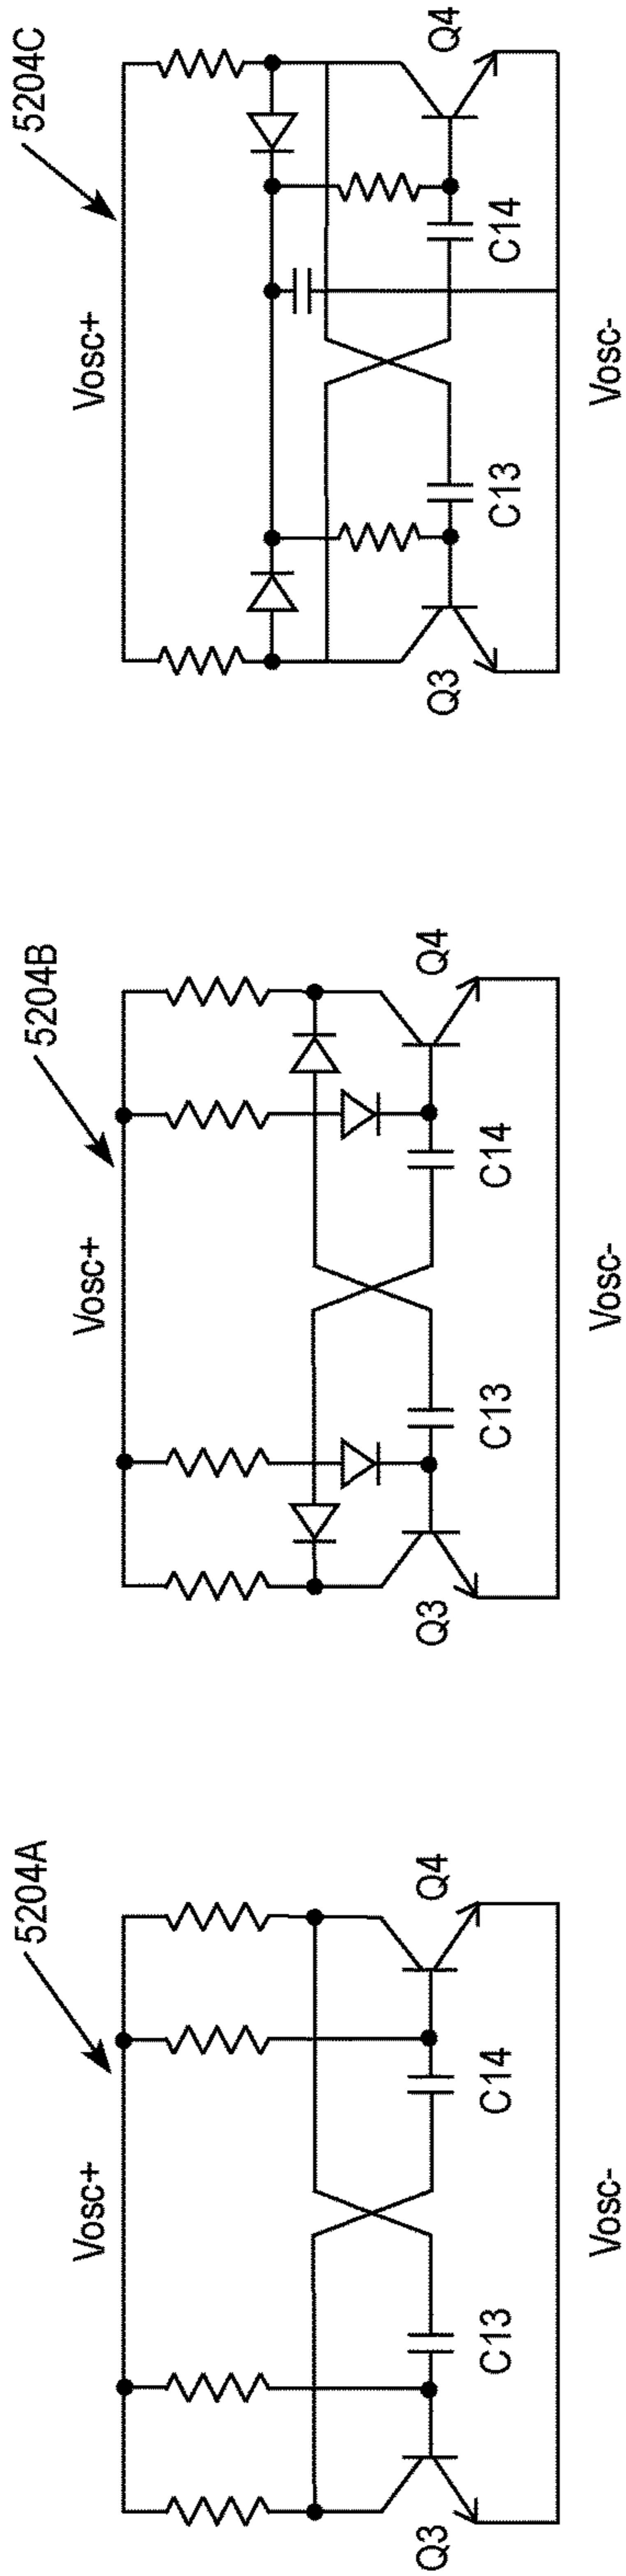 5204A
Vosc+
Q3
C13
C14
Q4
Vosc-
5204B
Vosc+
Q3
C13
C14
Q4
Vosc-
5204C
Vosc+
Q3
C13
C14
Q4
Vosc-